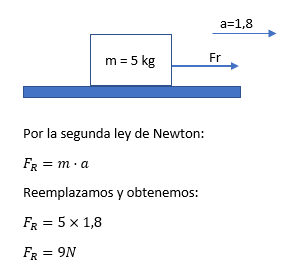 a=1,8
Fr
m = 5 kg
Por la segunda ley de Newton:
F_R = m · a
Reemplazamos y obtenemos:
F_R = 5 × 1,8
F_R = 9N